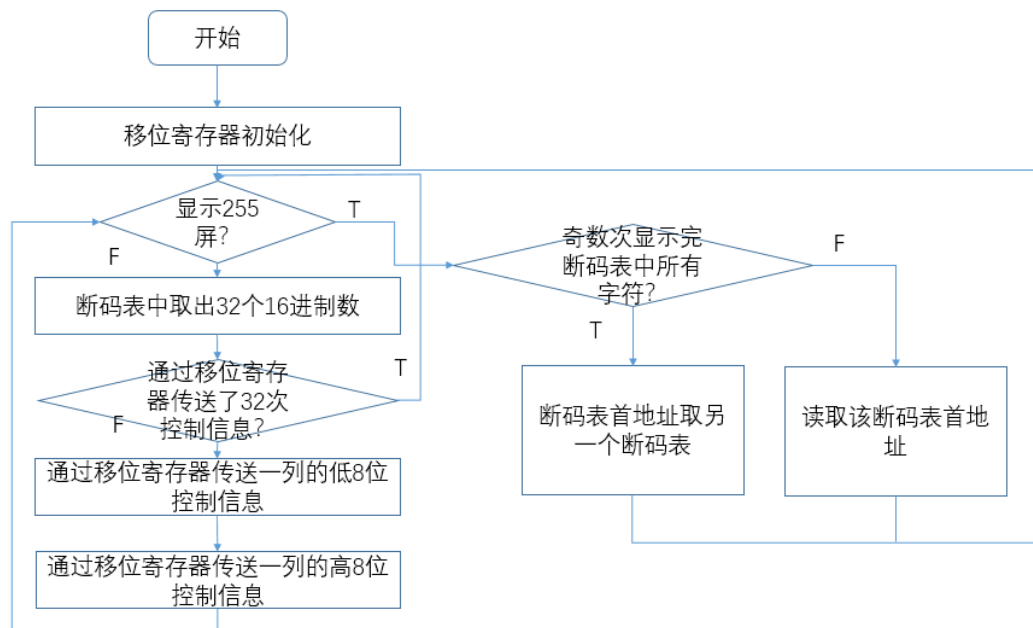 开始
移位寄存器初始化
显示255
屏?
T
F
奇数次显示完
断码表中所有
字符?
F
T
断码表中取出32个16进制数
通过移位寄存
器传送了32次
控制信息?
T
F
断码表首地址取另
一个断码表
读取该断码表首地
址
通过移位寄存器传送一列的低8位
控制信息
通过移位寄存器传送一列的高8位
控制信息